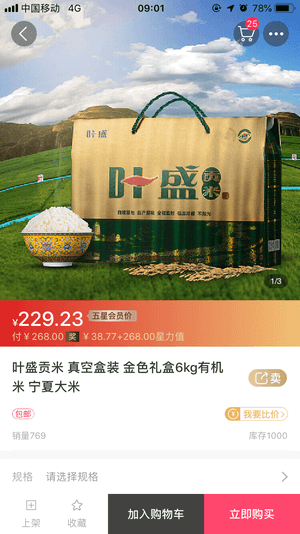 中国移动 4G
09:01
78%
25
叶盛
叶盛贡米
1/3
¥229.23 五星会员价
付¥268.00 奖 ¥38.77+268.00星力值
叶盛贡米 真空盒装 金色礼盒6kg有机
米 宁夏大米
卖
包邮
我要比价>
销量769
库存1000
规格 请选择规格
上架
收藏
加入购物车
立即购买